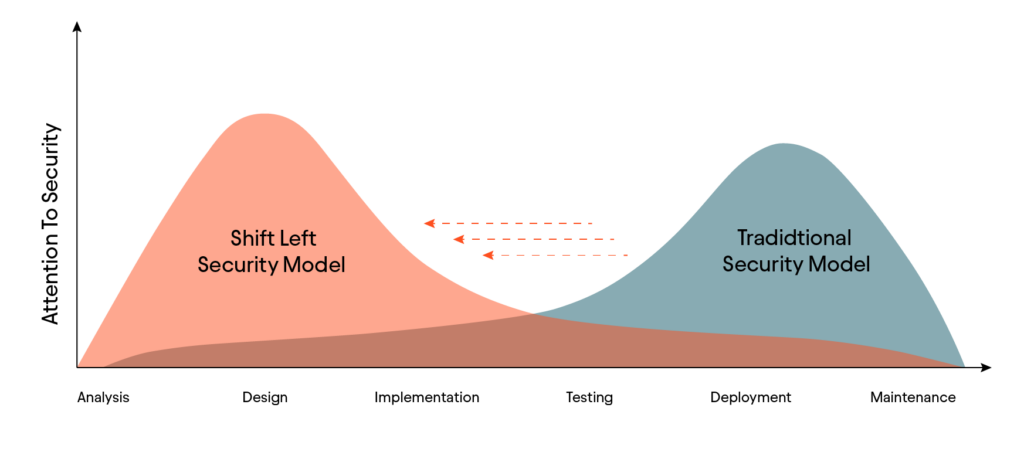 Attention To Security
Shift Left
Security Model
Tradidtional
Security Model
Analysis
Design
Implementation
Testing
Deployment
Maintenance